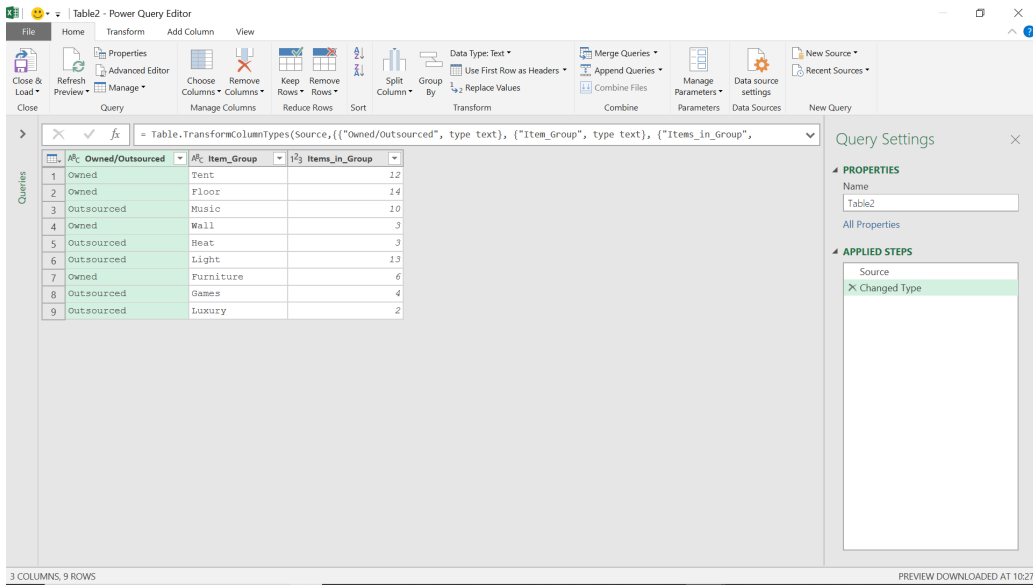 Table2 - Power Query Editor
File Home Transform Add Column View
Close & Load Refresh Preview Properties Advanced Editor Manage Choose Columns Remove Columns Keep Rows Remove Rows Split Column Group By Data Type: Text Use First Row as Headers Replace Values Merge Queries Append Queries Combine Files Manage Parameters Data source settings New Source Recent Sources
Close Query Manage Columns Reduce Rows Sort Transform Combine Parameters Data Sources New Query
fx = Table.TransformColumnTypes(Source,{{"Owned/Outsourced", type text}, {"Item_Group", type text}, {"Items_in_Group",
Queries
ABC Owned/Outsourced ABC Item_Group 123 Items_in_Group
1 Owned Tent 12
2 Owned Floor 14
3 Outsourced Music 10
4 Owned Wall 3
5 Outsourced Heat 3
6 Outsourced Light 13
7 Owned Furniture 6
8 Outsourced Games 4
9 Outsourced Luxury 2
Query Settings
PROPERTIES
Name
Table2
All Properties
APPLIED STEPS
Source
Changed Type
3 COLUMNS, 9 ROWS PREVIEW DOWNLOADED AT 10:27